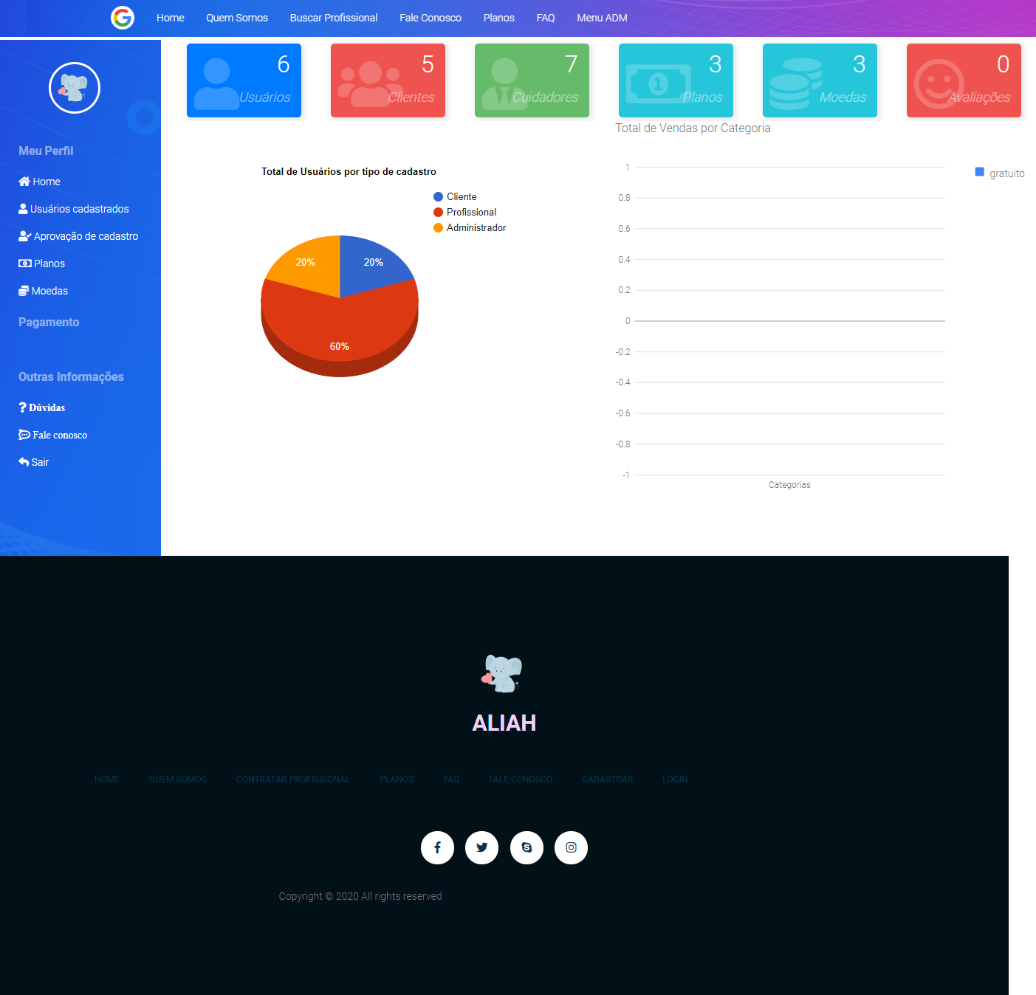 Home Quem Somos Buscar Profissional Fale Conosco Planos FAQ Menu ADM
Meu Perfil
Home
Usuários cadastrados
Aprovação de cadastro
Planos
Moedas
Pagamento
Outras Informações
Dúvidas
Fale conosco
Sair
6
Usuários
5
Clientes
7
Cuidadores
3
Planos
3
Moedas
0
Avaliações
Total de Usuários por tipo de cadastro
Cliente
Profissional
Administrador
20%
20%
60%
Total de Vendas por Categoria
gratuito
1
0.8
0.6
0.4
0.2
0
-0.2
-0.4
-0.6
-0.8
-1
Categorias
ALIAH
HOME QUEM SOMOS CONTRATAR PROFISSIONAL PLANOS FAQ FALE CONOSCO CADASTRAR LOGIN
Copyright © 2020 All rights reserved